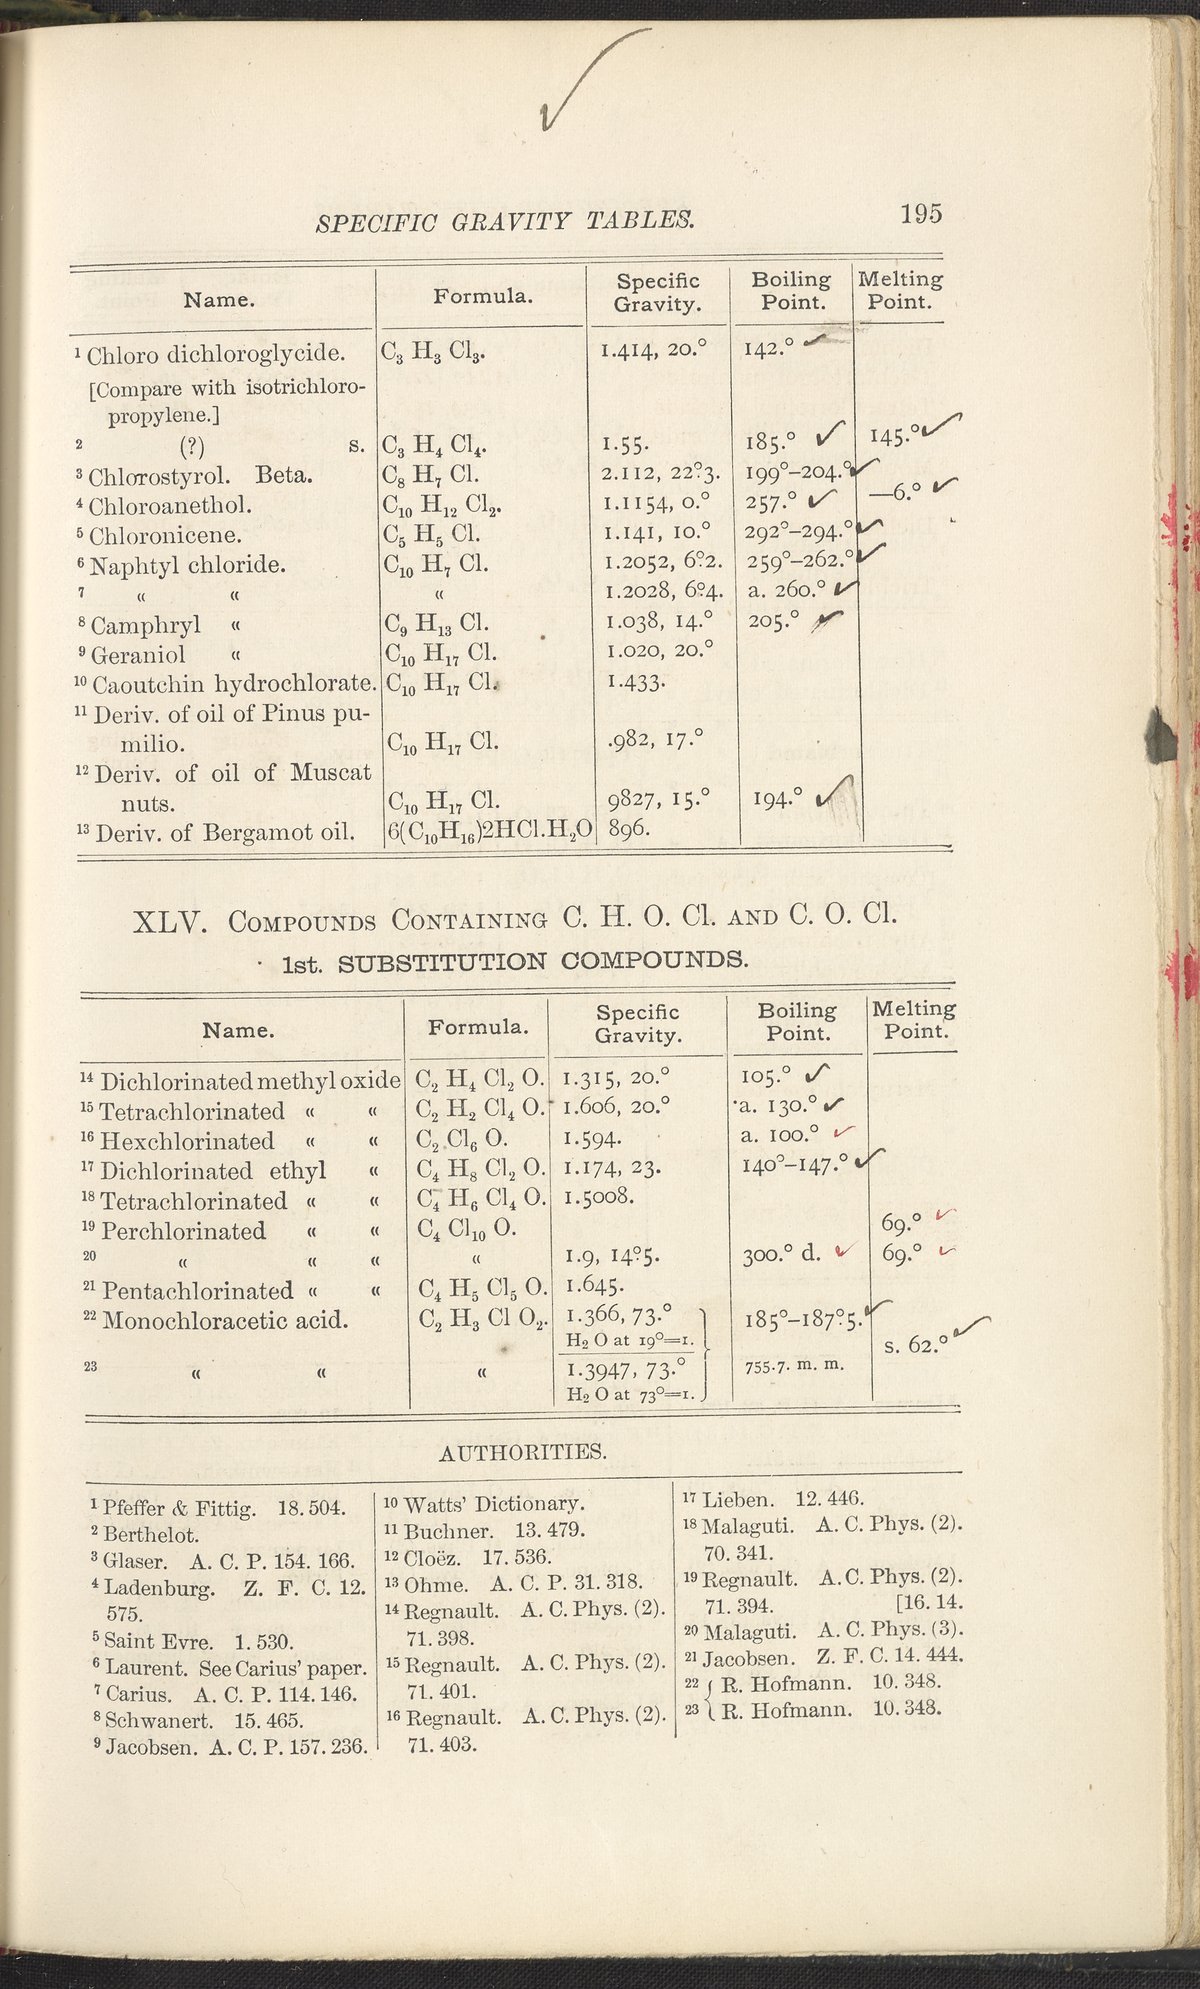 SPECIFIC GRAVITY TABLES. 195
Name. Formula. Specific Gravity. Boiling Point. Melting Point.
¹ Chloro dichloroglycide. C₃ H₃ Cl₃. 1.414, 20.° 142.° ✓
[Compare with isotrichloro-
propylene.]
² (?) s. C₃ H₄ Cl₄. 1.55. 185.° ✓ 145.° ✓
³ Chlorostyrol. Beta. C₈ H₇ Cl. 2.112, 22°.3. 199°–204.° ✓
⁴ Chloroanethol. C₁₀ H₁₂ Cl₂. 1.1154, 0.° 257.° ✓ —6.° ✓
⁵ Chloronicene. C₅ H₅ Cl. 1.141, 10.° 292°–294.° ✓
⁶ Naphtyl chloride. C₁₀ H₇ Cl. 1.2052, 6°.2. 259°–262.° ✓
⁷ « « « 1.2028, 6°.4. a. 260.° ✓
⁸ Camphryl « C₉ H₁₃ Cl. 1.038, 14.° 205.° ✓
⁹ Geraniol « C₁₀ H₁₇ Cl. 1.020, 20.°
¹⁰ Caoutchin hydrochlorate. C₁₀ H₁₇ Cl. 1.433.
¹¹ Deriv. of oil of Pinus pu-
milio. C₁₀ H₁₇ Cl. .982, 17.°
¹² Deriv. of oil of Muscat
nuts. C₁₀ H₁₇ Cl. 9827, 15.° 194.° ✓
¹³ Deriv. of Bergamot oil. 6(C₁₀H₁₆)2HCl.H₂O 896.
XLV. Compounds Containing C. H. O. Cl. and C. O. Cl.
1st. SUBSTITUTION COMPOUNDS.
Name. Formula. Specific Gravity. Boiling Point. Melting Point.
¹⁴ Dichlorinated methyl oxide C₂ H₄ Cl₂ O. 1.315, 20.° 105.° ✓
¹⁵ Tetrachlorinated « « C₂ H₂ Cl₄ O. 1.606, 20.° a. 130.° ✓
¹⁶ Hexchlorinated « « C₂ Cl₆ O. 1.594. a. 100.° ✓
¹⁷ Dichlorinated ethyl « C₄ H₈ Cl₂ O. 1.174, 23. 140°–147.° ✓
¹⁸ Tetrachlorinated « « C₄ H₆ Cl₄ O. 1.5008.
¹⁹ Perchlorinated « « C₄ Cl₁₀ O. 69.° ✓
²⁰ « « « « 1.9, 14°.5. 300.° d. ✓ 69.° ✓
²¹ Pentachlorinated « « C₄ H₅ Cl₅ O. 1.645.
²² Monochloracetic acid. C₂ H₃ Cl O₂. 1.366, 73.° 185°–187°.5. ✓
H₂ O at 19°=1. s. 62.° ✓
²³ « « « 1.3947, 73.° 755.7. m. m.
H₂ O at 73°=1.
AUTHORITIES.
¹ Pfeffer & Fittig. 18. 504.
² Berthelot.
³ Glaser. A. C. P. 154. 166.
⁴ Ladenburg. Z. F. C. 12.
575.
⁵ Saint Evre. 1. 530.
⁶ Laurent. See Carius' paper.
⁷ Carius. A. C. P. 114. 146.
⁸ Schwanert. 15. 465.
⁹ Jacobsen. A. C. P. 157. 236.
¹⁰ Watts' Dictionary.
¹¹ Buchner. 13. 479.
¹² Cloëz. 17. 536.
¹³ Ohme. A. C. P. 31. 318.
¹⁴ Regnault. A. C. Phys. (2).
71. 398.
¹⁵ Regnault. A. C. Phys. (2).
71. 401.
¹⁶ Regnault. A. C. Phys. (2).
71. 403.
¹⁷ Lieben. 12. 446.
¹⁸ Malaguti. A. C. Phys. (2).
70. 341.
¹⁹ Regnault. A. C. Phys. (2).
71. 394. [16. 14.
²⁰ Malaguti. A. C. Phys. (3).
²¹ Jacobsen. Z. F. C. 14. 444.
²² { R. Hofmann. 10. 348.
²³ { R. Hofmann. 10. 348.